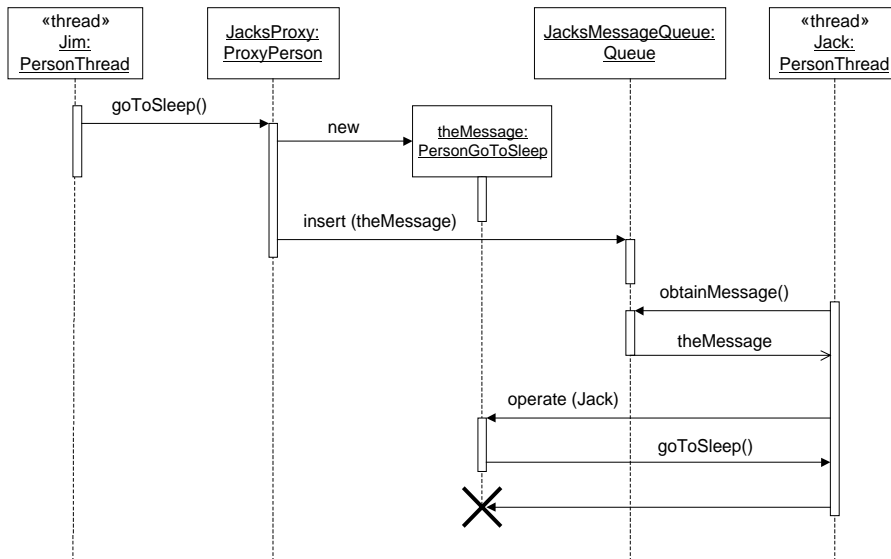 «thread»
Jim:
PersonThread
JacksProxy:
ProxyPerson
JacksMessageQueue:
Queue
«thread»
Jack:
PersonThread
goToSleep()
new
theMessage:
PersonGoToSleep
insert (theMessage)
obtainMessage()
theMessage
operate (Jack)
goToSleep()